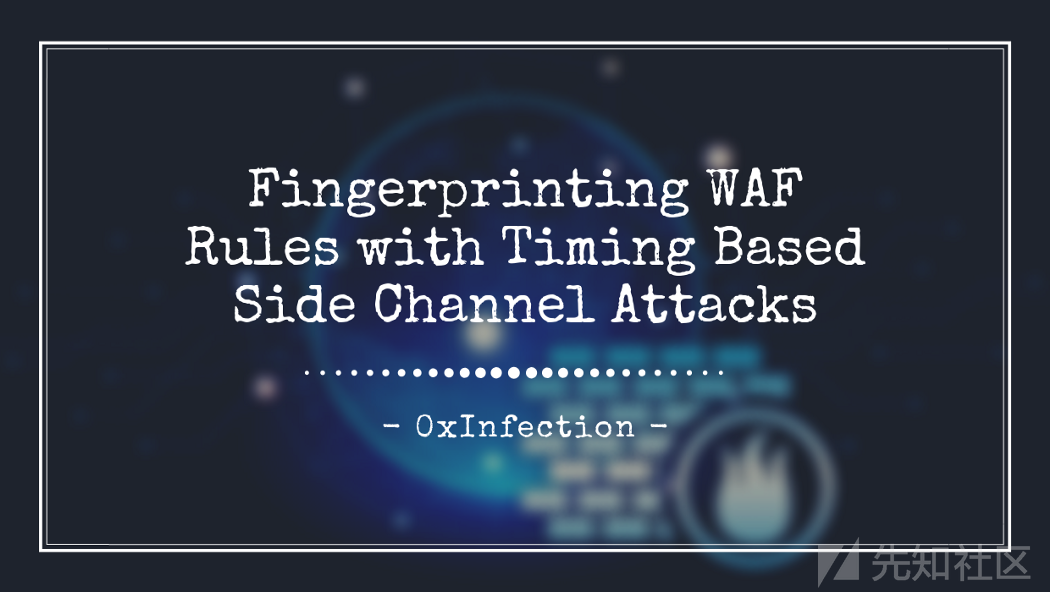 Fingerprinting WAF
Rules with Timing Based
Side Channel Attacks
- 0xInfection -
先知社区